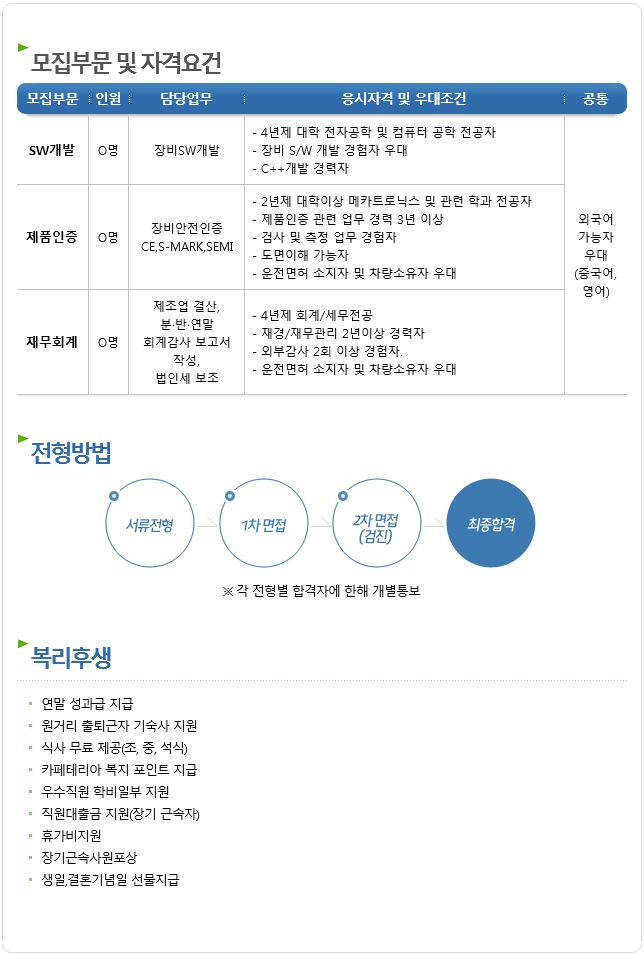 모집부문 및 자격요건
모집부문 인원 담당업무 응시자격 및 우대조건 공통
SW개발 O명 장비SW개발
- 4년제 대학 전자공학 및 컴퓨터 공학 전공자
- 장비 S/W 개발 경험자 우대
- C++개발 경력자
제품인증 O명
장비안전인증
CE,S-MARK,SEMI
- 2년제 대학이상 메카트로닉스 및 관련 학과 전공자
- 제품인증 관련 업무 경력 3년 이상
- 검사 및 측정 업무 경험자
- 도면이해 가능자
- 운전면허 소지자 및 차량소유자 우대
재무회계 O명
제조업 결산,
분·반·연말
회계감사 보고서
작성,
법인세 보조
- 4년제 회계/세무전공
- 재경/재무관리 2년이상 경력자
- 외부감사 2회 이상 경험자.
- 운전면허 소지자 및 차량소유자 우대
외국어
가능자
우대
(중국어,
영어)
전형방법
서류전형
1차 면접
2차 면접
(검진)
최종합격
※ 각 전형별 합격자에 한해 개별통보
복리후생
연말 성과급 지급
원거리 출퇴근자 기숙사 지원
식사 무료 제공(조, 중, 석식)
카페테리아 복지 포인트 지급
우수직원 학비일부 지원
직원대출금 지원(장기 근속자)
휴가비지원
장기근속사원포상
생일,결혼기념일 선물지급